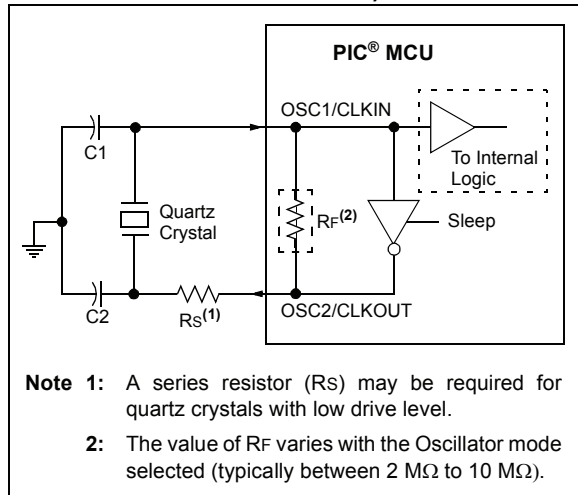 PIC® MCU
OSC1/CLKIN
C1
To Internal
Logic
Quartz
Crystal
RF(2)
Sleep
C2
RS(1)
OSC2/CLKOUT
Note 1: A series resistor (RS) may be required for
quartz crystals with low drive level.
2: The value of RF varies with the Oscillator mode
selected (typically between 2 MΩ to 10 MΩ).